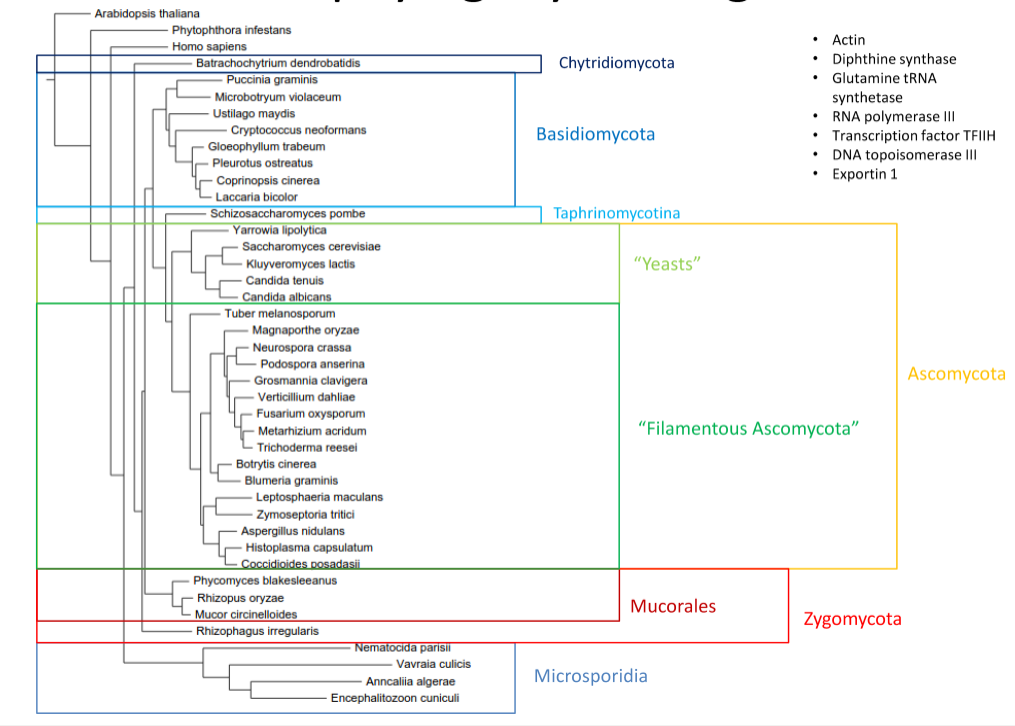 Arabidopsis thaliana
Phytophthora infestans
Homo sapiens
Batrachochytrium dendrobatidis
Chytridiomycota
Puccinia graminis
Microbotryum violaceum
Ustilago maydis
Cryptococcus neoformans
Gloeophyllum trabeum
Pleurotus ostreatus
Coprinopsis cinerea
Laccaria bicolor
Basidiomycota
Schizosaccharomyces pombe
Taphrinomycotina
Yarrowia lipolytica
Saccharomyces cerevisiae
Kluyveromyces lactis
Candida tenuis
Candida albicans
“Yeasts”
Tuber melanosporum
Magnaporthe oryzae
Neurospora crassa
Podospora anserina
Grosmannia clavigera
Verticillium dahliae
Fusarium oxysporum
Metarhizium acridum
Trichoderma reesei
Botrytis cinerea
Blumeria graminis
Leptosphaeria maculans
Zymoseptoria tritici
Aspergillus nidulans
Histoplasma capsulatum
Coccidioides posadasii
“Filamentous Ascomycota”
Ascomycota
Phycomyces blakesleeanus
Rhizopus oryzae
Mucor circinelloides
Mucorales
Rhizophagus irregularis
Zygomycota
Nematocida parisii
Vavraia culicis
Anncaliia algerae
Encephalitozoon cuniculi
Microsporidia
• Actin
• Diphthine synthase
• Glutamine tRNA
synthetase
• RNA polymerase III
• Transcription factor TFIIH
• DNA topoisomerase III
• Exportin 1